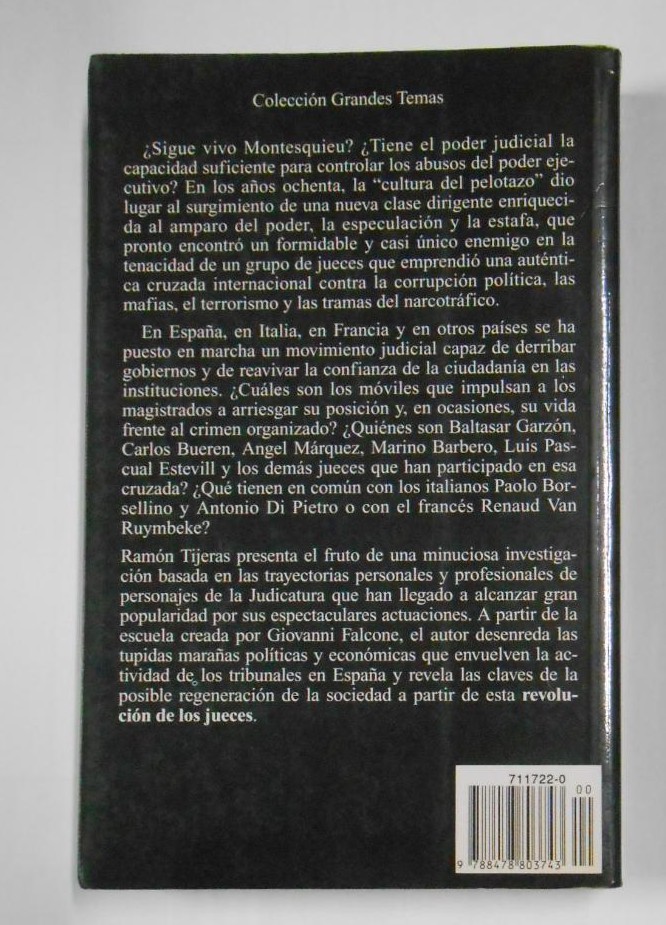 Colección Grandes Temas
¿Sigue vivo Montesquieu? ¿Tiene el poder judicial la
capacidad suficiente para controlar los abusos del poder eje-
cutivo? En los años ochenta, la “cultura del pelotazo” dio
lugar al surgimiento de una nueva clase dirigente enriqueci-
da al amparo del poder, la especulación y la estafa, que
pronto encontró un formidable y casi único enemigo en la
tenacidad de un grupo de jueces que emprendió una auténti-
ca cruzada internacional contra la corrupción política, las
mafias, el terrorismo y las tramas del narcotráfico.
En España, en Italia, en Francia y en otros países se ha
puesto en marcha un movimiento judicial capaz de derribar
gobiernos y de reavivar la confianza de la ciudadanía en las
instituciones. ¿Cuáles son los móviles que impulsan a los
magistrados a arriesgar su posición y, en ocasiones, su vida
frente al crimen organizado? ¿Quiénes son Baltasar Garzón,
Carlos Bueren, Angel Márquez, Marino Barbero, Luis Pas-
cual Estevill y los demás jueces que han participado en esa
cruzada? ¿Qué tienen en común con los italianos Paolo Bor-
sellino y Antonio Di Pietro o con el francés Renaud Van
Ruymbeke?
Ramón Tijeras presenta el fruto de una minuciosa investiga-
ción basada en las trayectorias personales y profesionales de
personajes de la Judicatura que han llegado a alcanzar gran
popularidad por sus espectaculares actuaciones. A partir de la
escuela creada por Giovanni Falcone, el autor desenreda las
tupidas marañas políticas y económicas que envuelven la ac-
tividad de los tribunales en España y revela las claves de la
posible regeneración de la sociedad a partir de esta revolu-
ción de los jueces.
711722-0
00
9 788478 803743